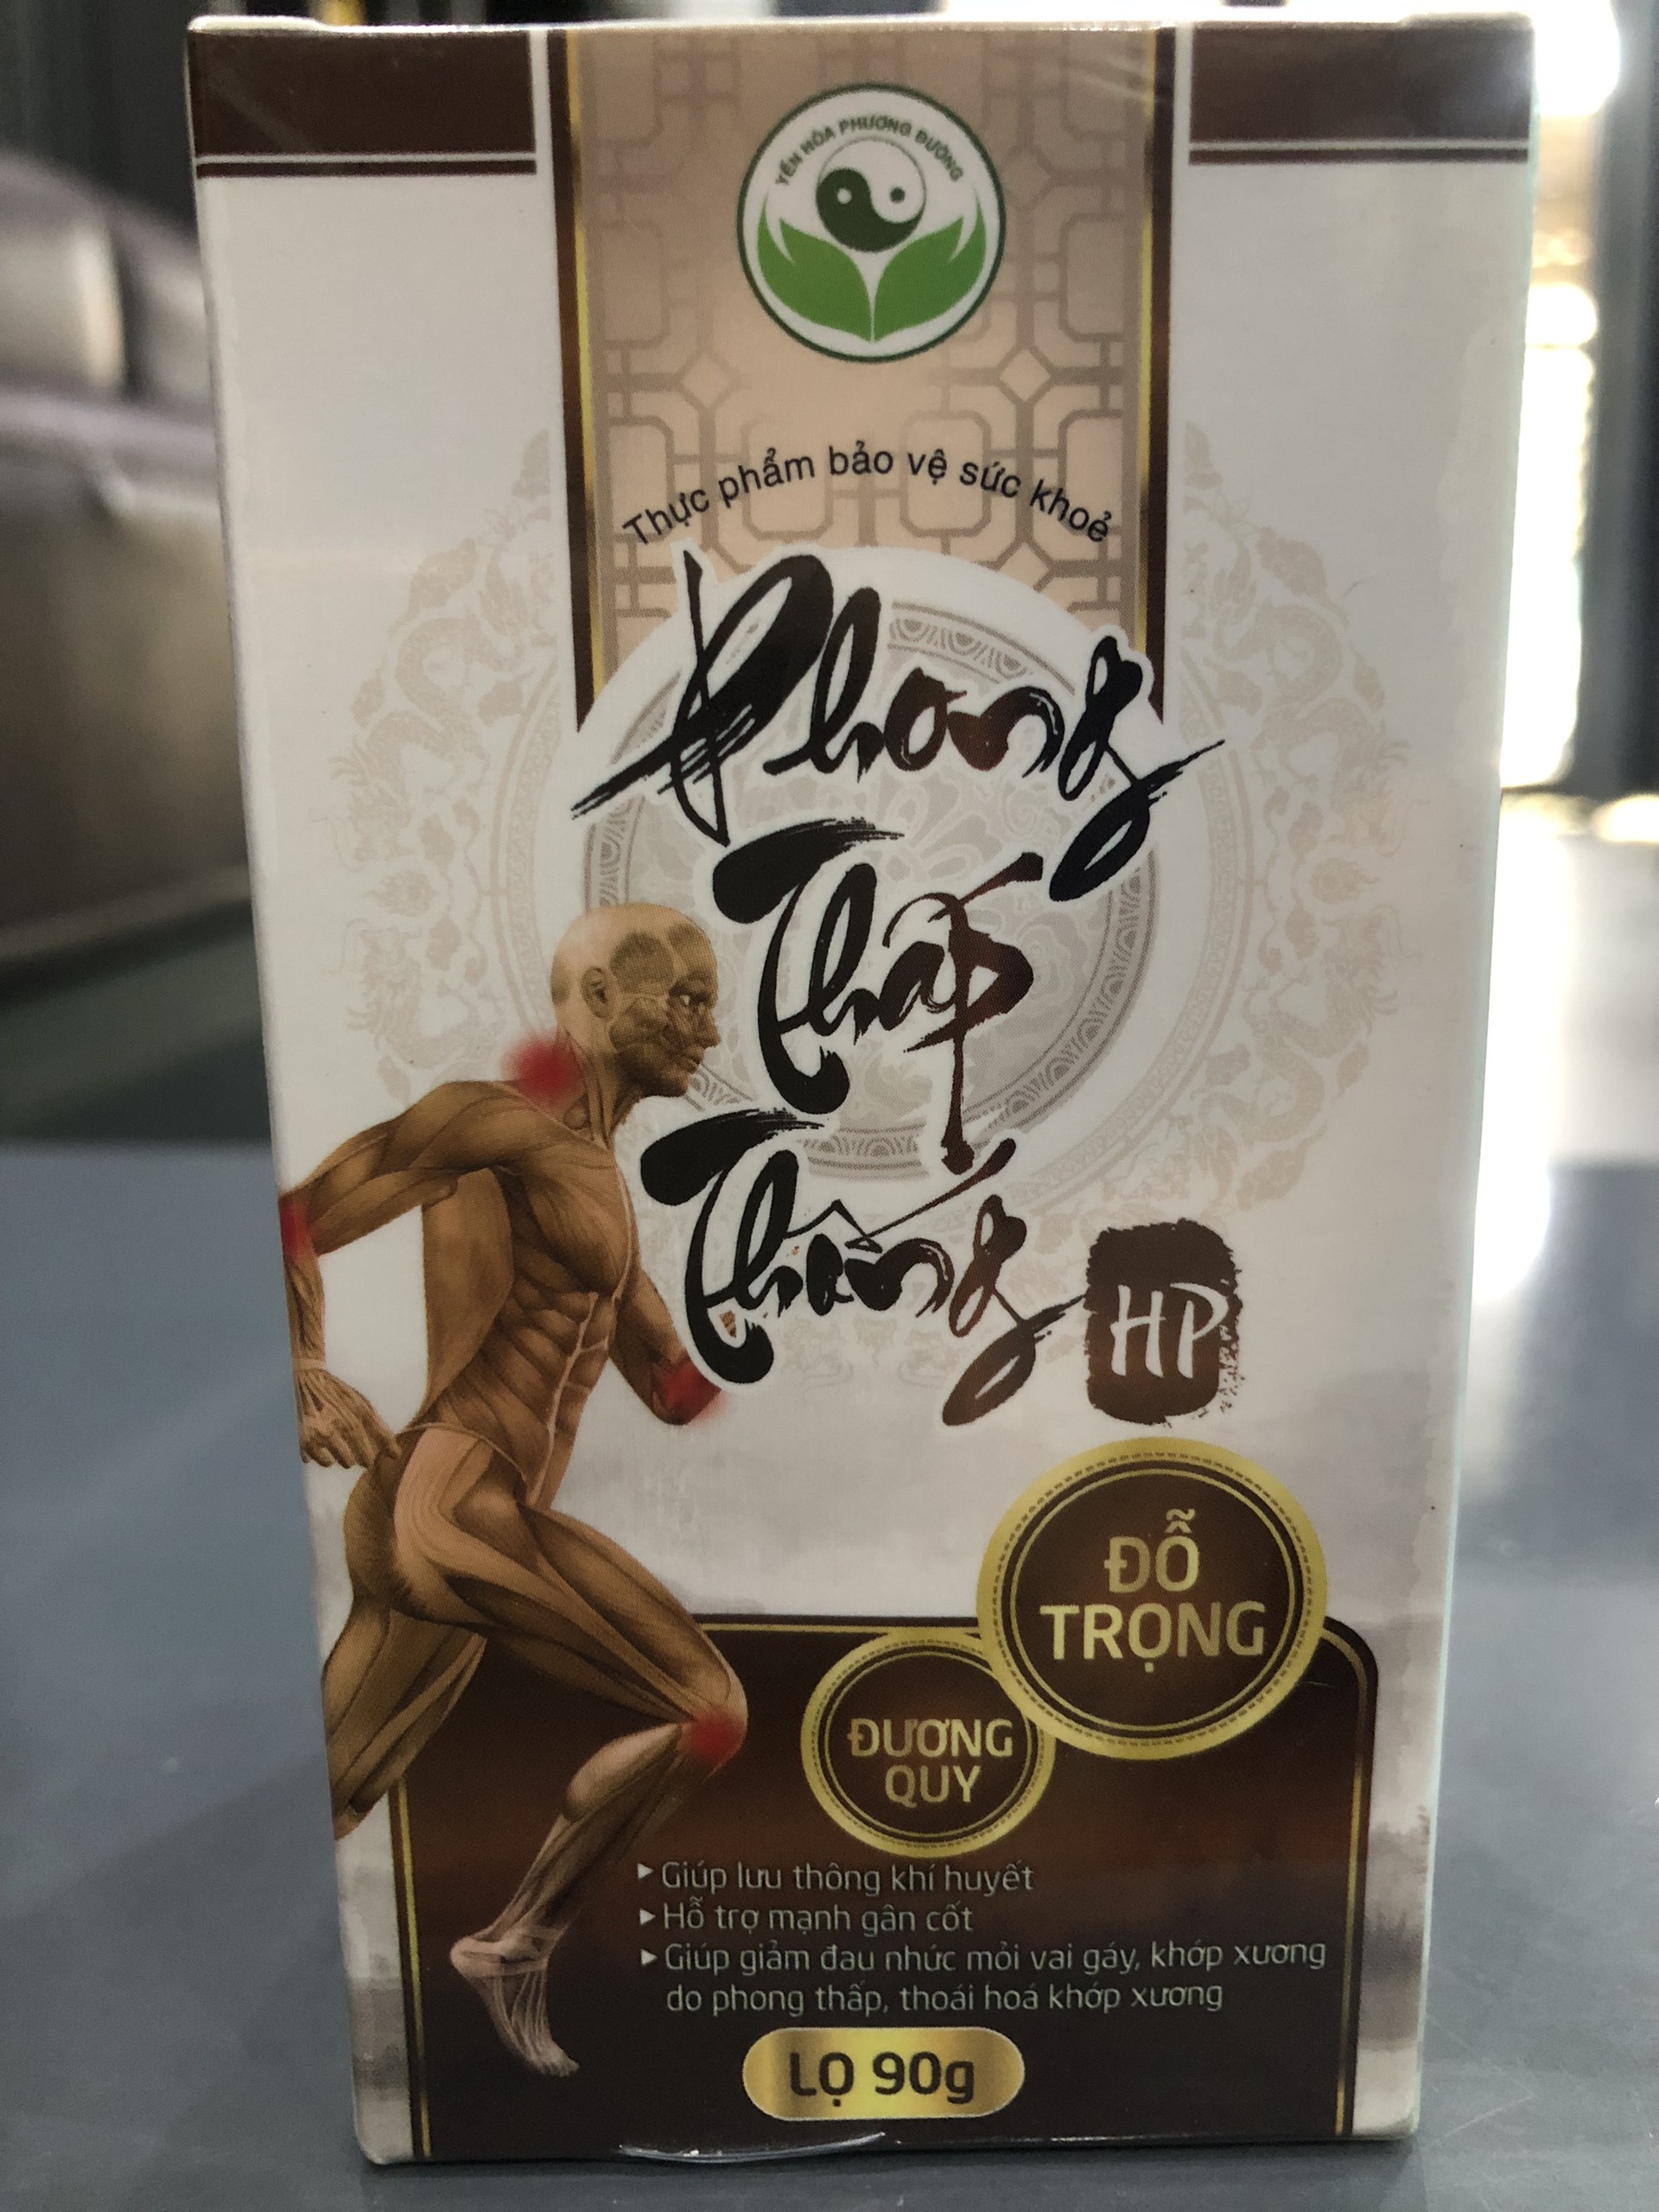 YÊN HÒA PHƯƠNG ĐƯỜNG
Thực phẩm bảo vệ sức khoẻ
Phong
Thấp
Thống
HP
ĐỖ
TRỌNG
ĐƯƠNG
QUY
Giúp lưu thông khí huyết
Hỗ trợ mạnh gân cốt
Giúp giảm đau nhức mỏi vai gáy, khớp xương
do phong thấp, thoái hoá khớp xương
LỌ 90g